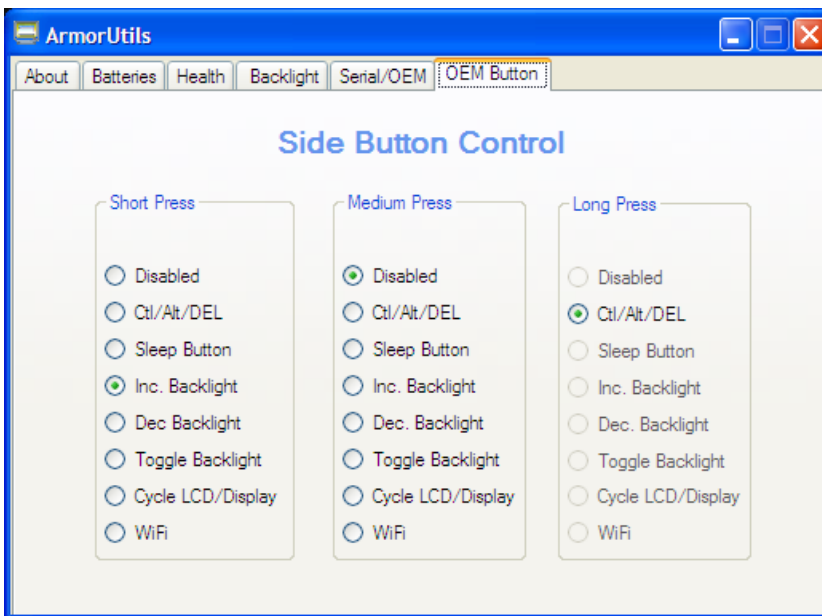 ArmorUtils
About Batteries Health Backlight Serial/OEM OEM Button
Side Button Control
Short Press
Disabled
Ctl/Alt/DEL
Sleep Button
Inc. Backlight
Dec Backlight
Toggle Backlight
Cycle LCD/Display
WiFi
Medium Press
Disabled
Ctl/Alt/DEL
Sleep Button
Inc. Backlight
Dec. Backlight
Toggle Backlight
Cycle LCD/Display
WiFi
Long Press
Disabled
Ctl/Alt/DEL
Sleep Button
Inc. Backlight
Dec. Backlight
Toggle Backlight
Cycle LCD/Display
WiFi